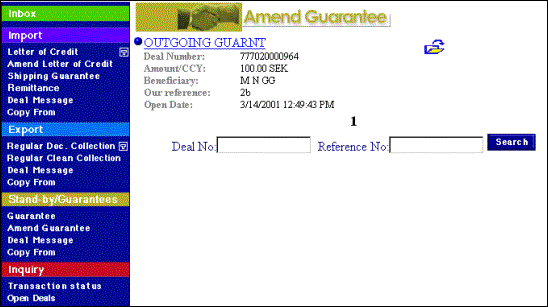 Inbox
Import
Letter of Credit
Amend Letter of Credit
Shipping Guarantee
Remittance
Deal Message
Copy From
Export
Regular Doc. Collection
Regular Clean Collection
Deal Message
Copy From
Stand-by/Guarantees
Guarantee
Amend Guarantee
Deal Message
Copy From
Inquiry
Transaction status
Open Deals
Amend Guarantee
OUTGOING GUARNT
Deal Number: 777020000964
Amount/CCY: 100.00 SEK
Beneficiary: M N GG
Our reference: 2b
Open Date: 3/14/2001 12:49:43 PM
1
Deal No: Reference No: Search